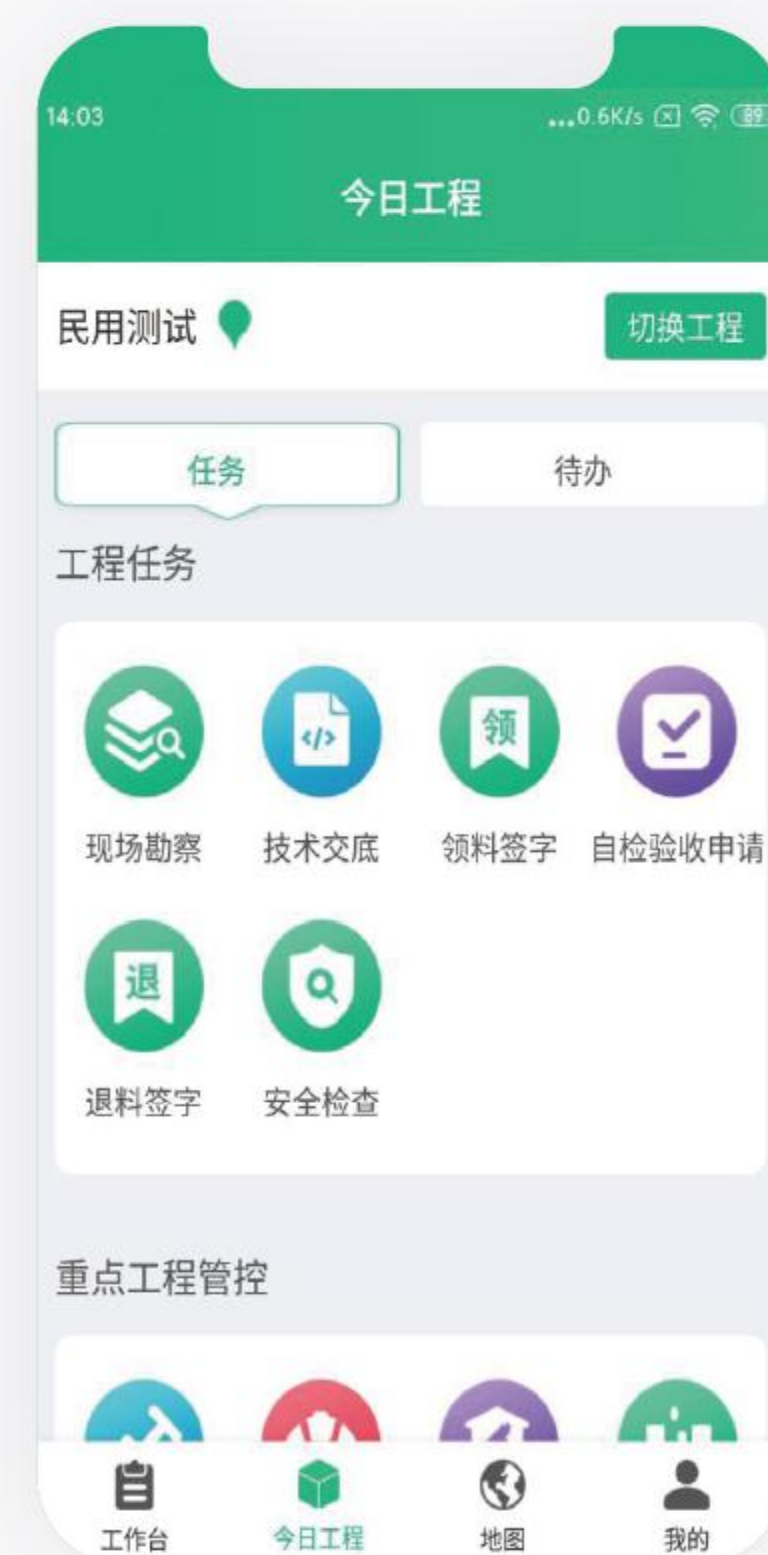 14:03 ...0.6K/s 89
今日工程
民用测试 切换工程
任务 待办
工程任务
领
现场勘察 技术交底 领料签字 自检验收申请
退
退料签字 安全检查
重点工程管控
工作台 今日工程 地图 我的